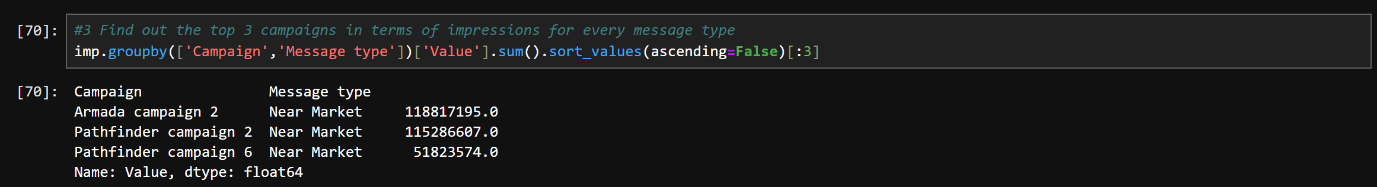 [70]: #3 Find out the top 3 campaigns in terms of impressions for every message type
imp.groupby(['Campaign','Message type'])['Value'].sum().sort_values(ascending=False)[:3]
[70]: Campaign Message type
Armada campaign 2 Near Market 118817195.0
Pathfinder campaign 2 Near Market 115286607.0
Pathfinder campaign 6 Near Market 51823574.0
Name: Value, dtype: float64